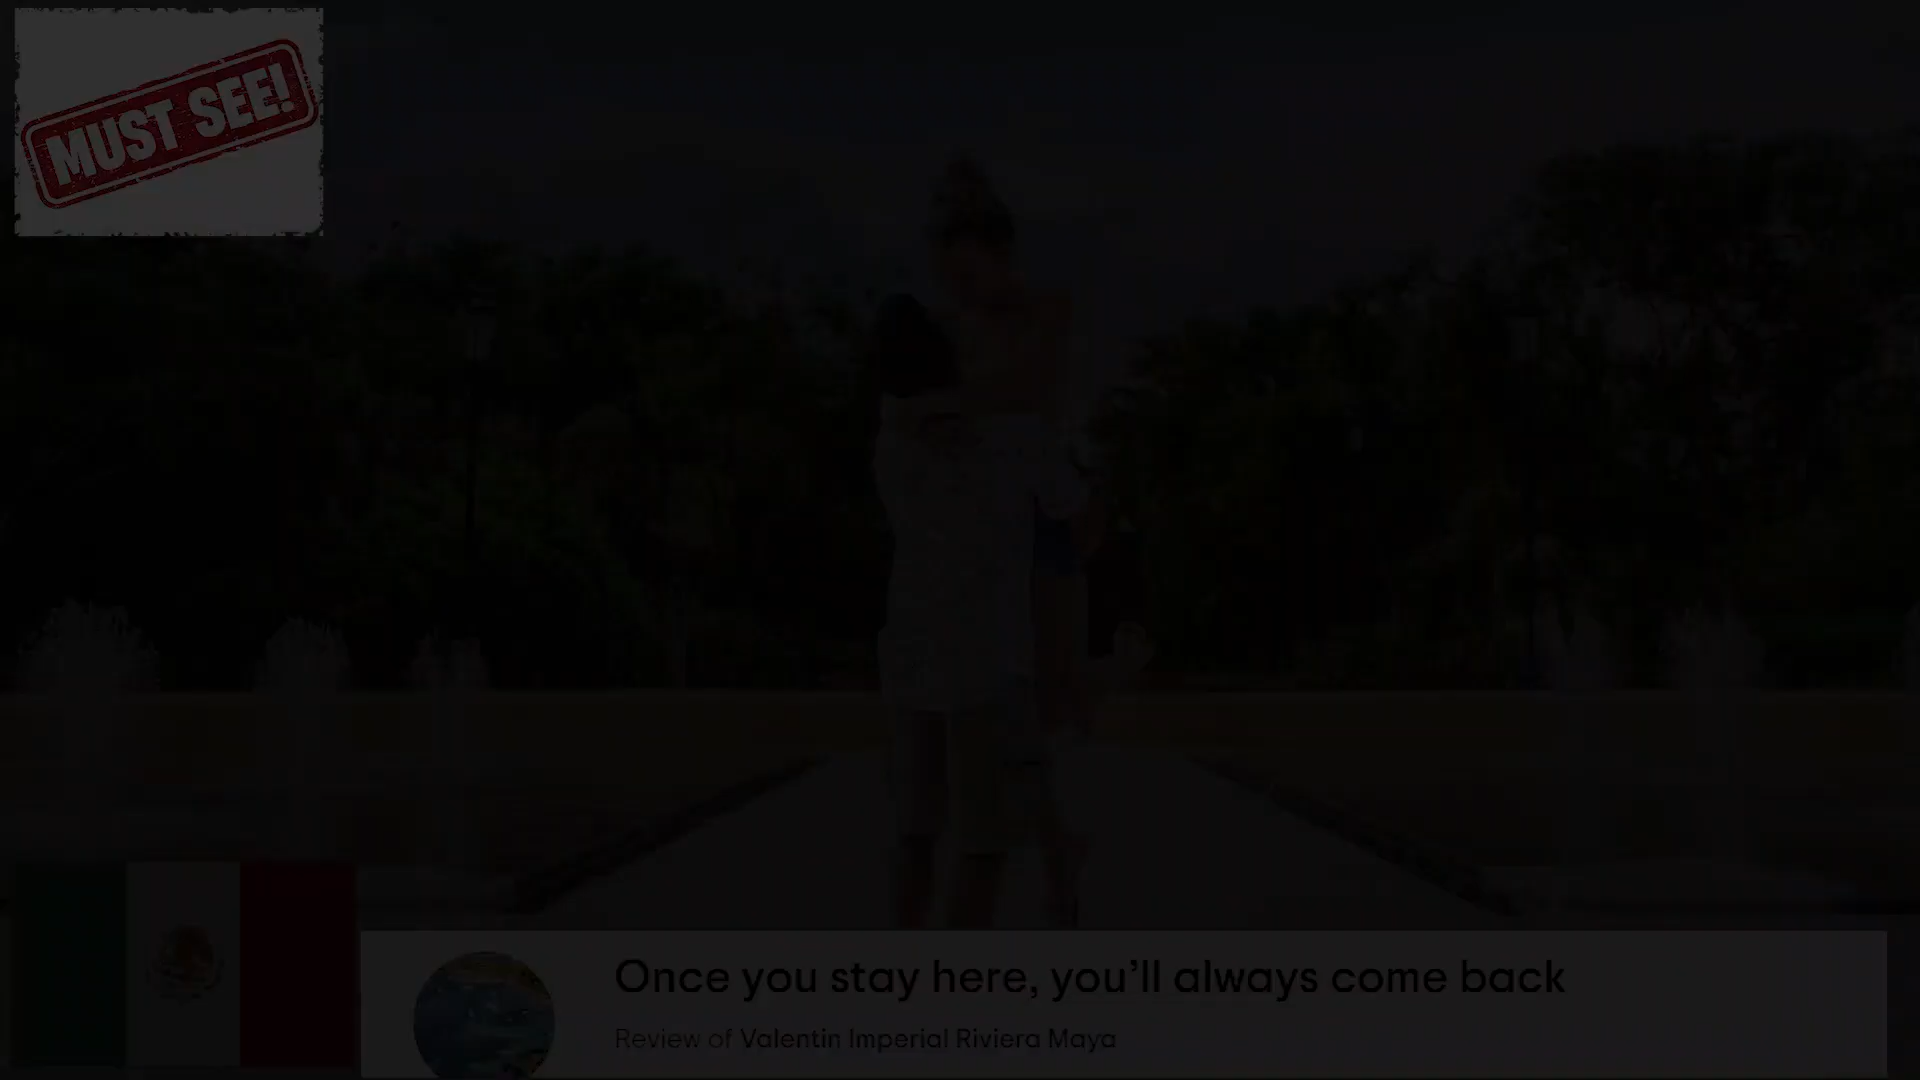 MUST SEE!
Once you stay here, you’ll always come back
Review of Valentin Imperial Riviera Maya